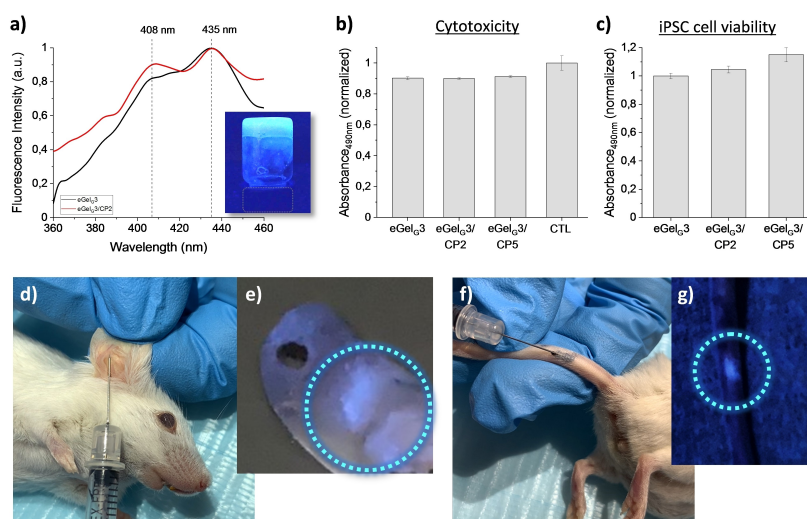 a)
408 nm 435 nm
Fluorescence Intensity (a.u.)
1
0,8
0,6
0,4
0,2
0
eGelG3
eGelG3/CP2
360 380 400 420 440 460
Wavelength (nm)
b)
Cytotoxicity
Absorbance490nm (normalized)
1
0,8
0,6
0,4
0,2
0
eGelG3 eGelG3/ eGelG3/ CTL
CP2 CP5
c)
iPSC cell viability
Absorbance490nm (normalized)
1,2
1
0,8
0,6
0,4
0,2
0
eGelG3 eGelG3/ eGelG3/
CP2 CP5
d)
e)
f)
g)